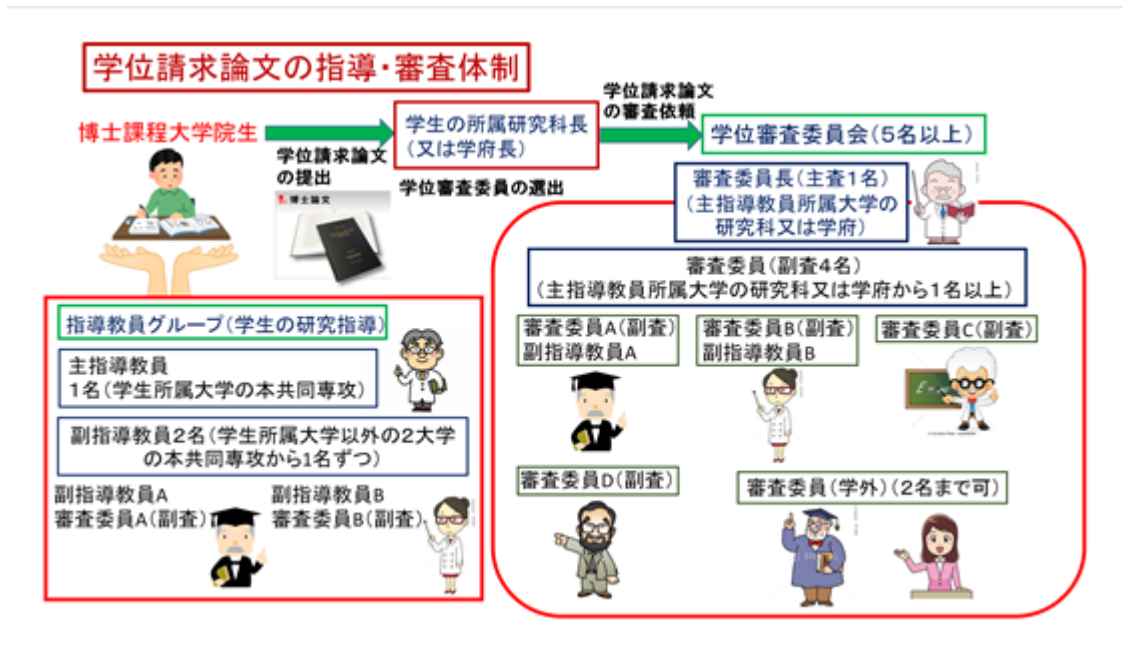 学位請求論文の指導・審査体制
博士課程大学院生
学位請求論文
の提出
博士論文
学生の所属研究科長
(又は学府長)
学位審査委員の選出
学位請求論文
の審査依頼
学位審査委員会(5名以上)
審査委員長(主査1名)
(主指導教員所属大学の
研究科又は学府)
審査委員(副査4名)
(主指導教員所属大学の研究科又は学府から1名以上)
審査委員A(副査)
副指導教員A
審査委員B(副査)
副指導教員B
審査委員C(副査)
審査委員D(副査)
審査委員(学外)(2名まで可)
指導教員グループ(学生の研究指導)
主指導教員
1名(学生所属大学の本共同専攻)
副指導教員2名(学生所属大学以外の2大学
の本共同専攻から1名ずつ)
副指導教員A
審査委員A(副査)
副指導教員B
審査委員B(副査)